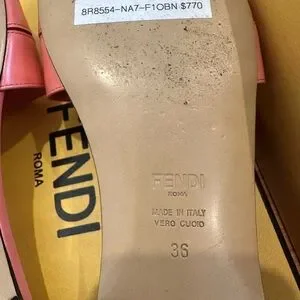 8R8554-NA7-F1OBN $770
FENDI
ROMA
FENDI
ROMA
MADE IN ITALY
VERO CUOIO
36